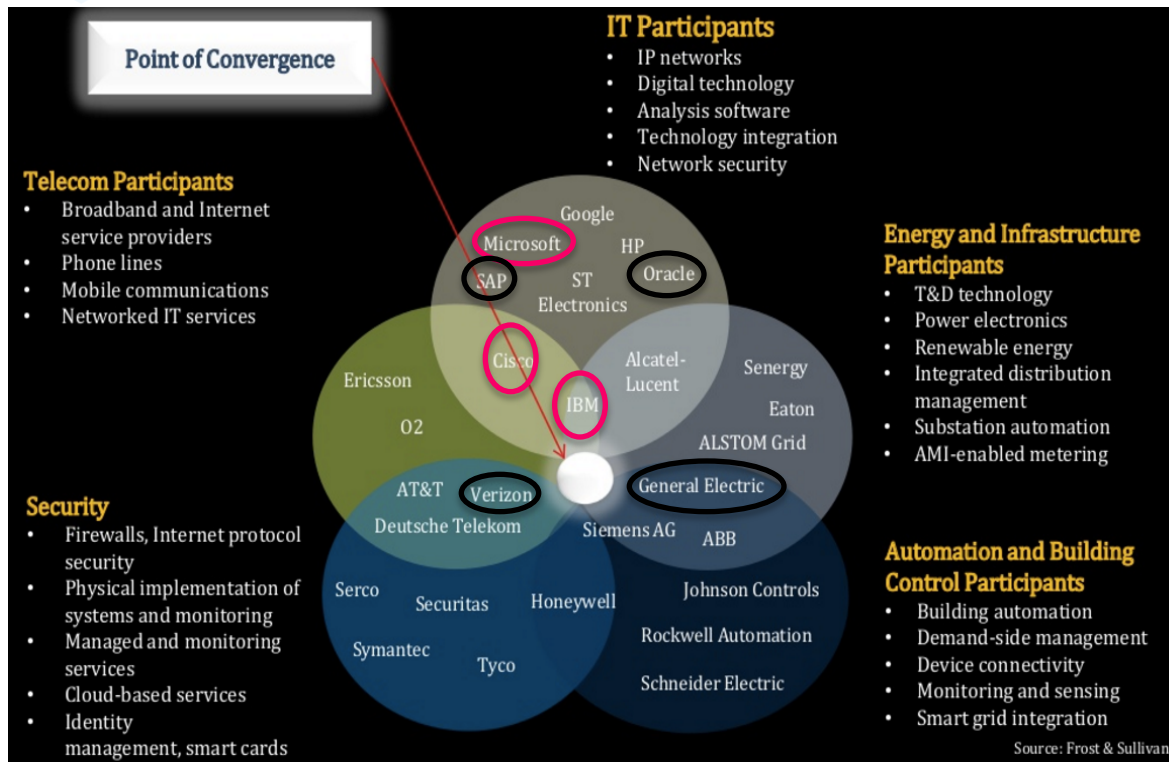 Point of Convergence
IT Participants
• IP networks
• Digital technology
• Analysis software
• Technology integration
• Network security
Telecom Participants
• Broadband and Internet
service providers
• Phone lines
• Mobile communications
• Networked IT services
Security
• Firewalls, Internet protocol
security
• Physical implementation of
systems and monitoring
• Managed and monitoring
services
• Cloud-based services
• Identity
management, smart cards
Google
Microsoft
HP
SAP
ST
Electronics
Oracle
Cisco
Alcatel-
Lucent
IBM
Ericsson
O2
Senergy
Eaton
ALSTOM Grid
AT&T
Verizon
Deutsche Telekom
General Electric
Siemens AG
ABB
Serco
Securitas
Symantec
Tyco
Honeywell
Johnson Controls
Rockwell Automation
Schneider Electric
Energy and Infrastructure
Participants
• T&D technology
• Power electronics
• Renewable energy
• Integrated distribution
management
• Substation automation
• AMI-enabled metering
Automation and Building
Control Participants
• Building automation
• Demand-side management
• Device connectivity
• Monitoring and sensing
• Smart grid integration
Source: Frost & Sullivan